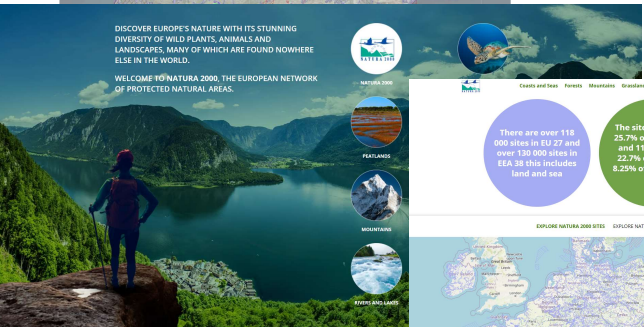 DISCOVER EUROPE'S NATURE WITH ITS STUNNING
DIVERSITY OF WILD PLANTS, ANIMALS AND
LANDSCAPES, MANY OF WHICH ARE FOUND NOWHERE
ELSE IN THE WORLD.
WELCOME TO NATURA 2000, THE EUROPEAN NETWORK
OF PROTECTED NATURAL AREAS.
NATURA 2000
NATURA 2000
PEATLANDS
MOUNTAINS
RIVERS AND LAKES
Coasts and Seas Forests Mountains Grasslands
There are over 118
000 sites in EU 27 and
over 130 000 sites in
EEA 38 this includes
land and sea
The site
25.7% o
and 11
22.7%
8.25% ov
EXPLORE NATURA 2000 SITES EXPLORE NAT